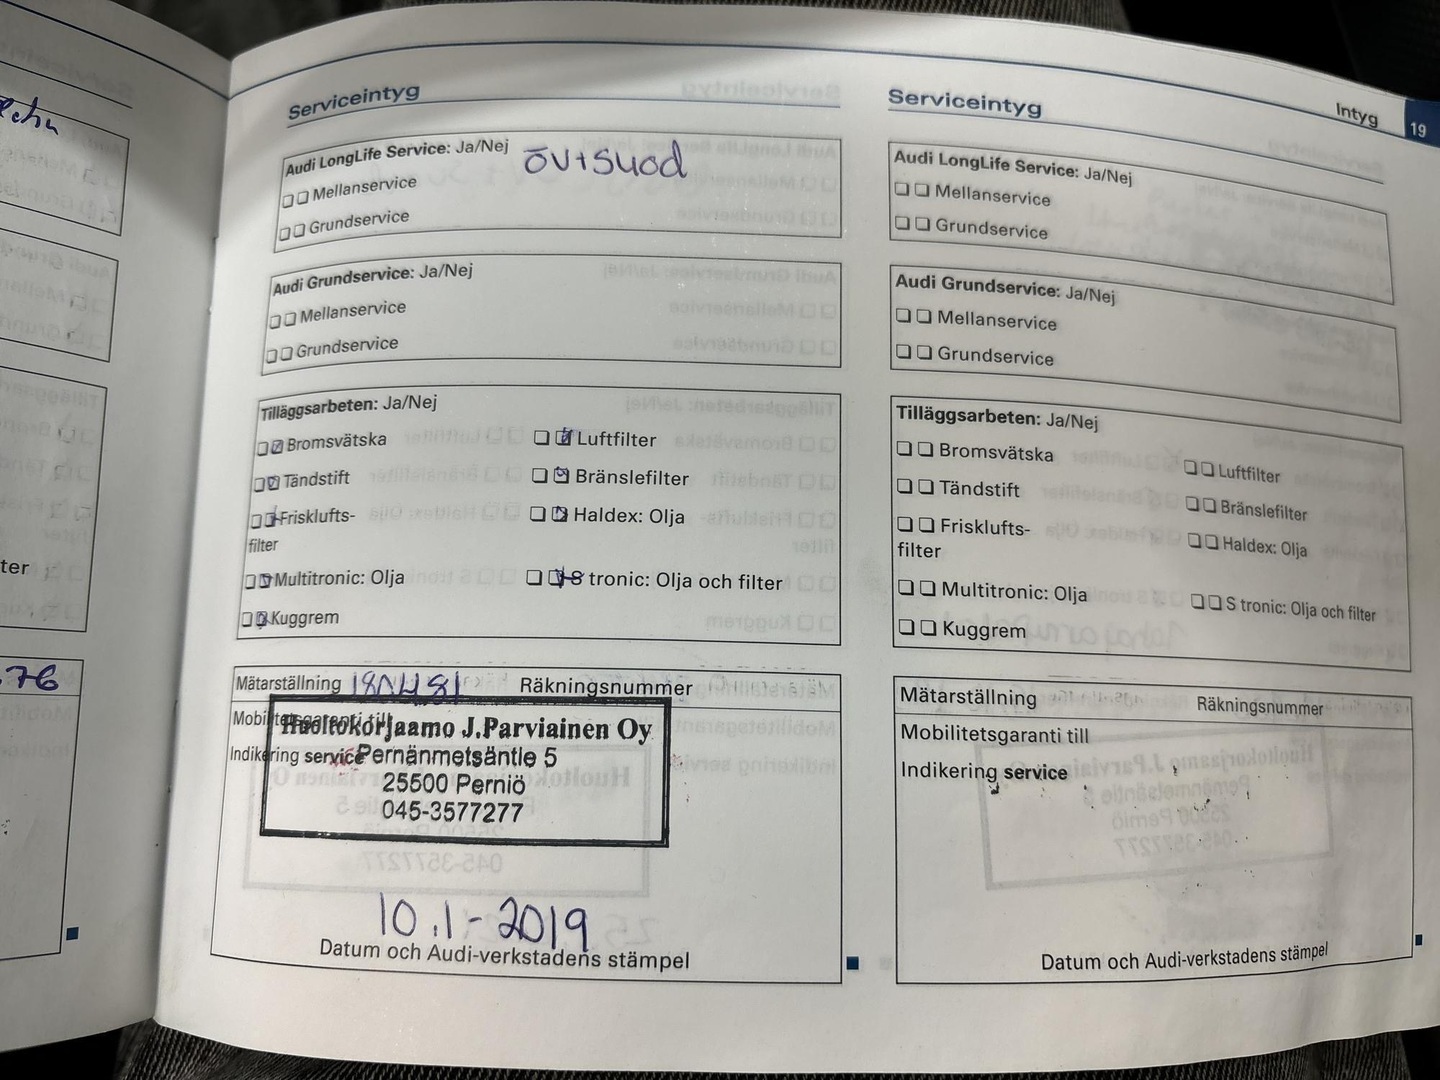 76
ter
Serviceintyg
Audi LongLife Service: Ja/Nej
öv+suod
Mellanservice
Grundservice
Audi Grundservice: Ja/Nej
Mellanservice
Grundservice
Tilläggsarbeten: Ja/Nej
Bromsvätska
Luftfilter
Tändstift
Bränslefilter
Friskluftsfilter
Haldex: Olja
Multitronic: Olja
S tronic: Olja och filter
Kuggrem
Mätarställning
Räkningsnummer
Mobilitetsgaranti till
Indikering service
Huoltokorjaamo J.Parviainen Oy
Pernänmetsäntie 5
25500 Perniö
045-3577277
10.1-2019
Datum och Audi-verkstadens stämpel
Intyg 19
Serviceintyg
Audi LongLife Service: Ja/Nej
Mellanservice
Grundservice
Audi Grundservice: Ja/Nej
Mellanservice
Grundservice
Tilläggsarbeten: Ja/Nej
Bromsvätska
Luftfilter
Tändstift
Bränslefilter
Friskluftsfilter
Haldex: Olja
Multitronic: Olja
S tronic: Olja och filter
Kuggrem
Mätarställning
Räkningsnummer
Mobilitetsgaranti till
Indikering service
Datum och Audi-verkstadens stämpel